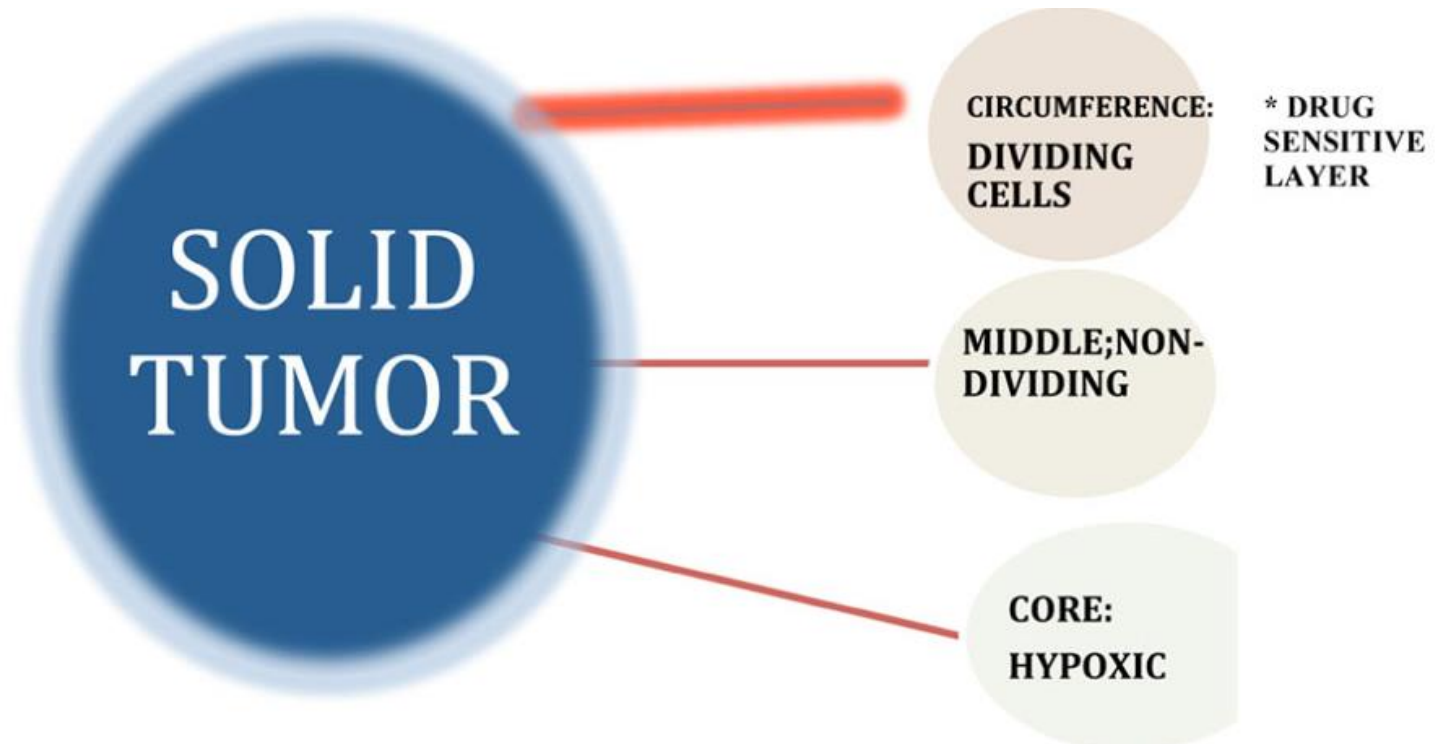 SOLID
TUMOR
CIRCUMFERENCE:
DIVIDING
CELLS
* DRUG
SENSITIVE
LAYER
MIDDLE;NON-
DIVIDING
CORE:
HYPOXIC